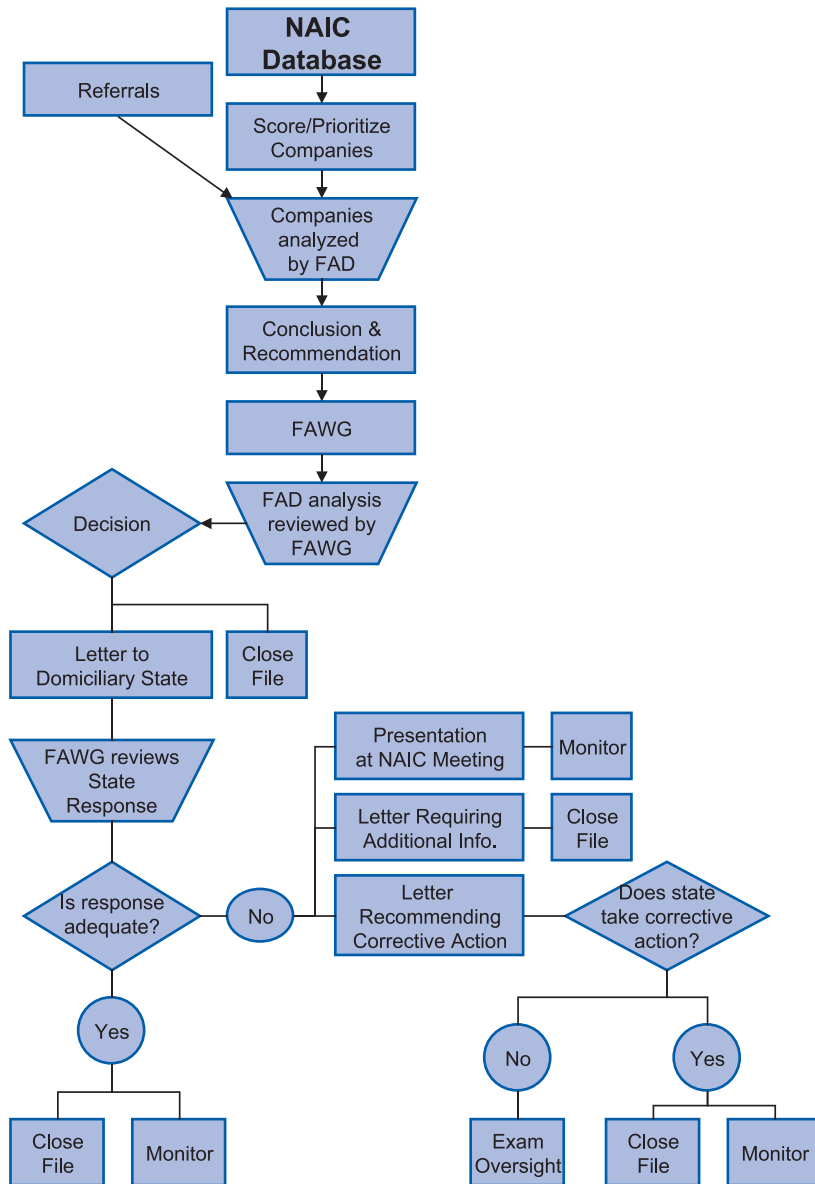 NAIC
Database
Referrals
Score/Prioritize
Companies
Companies
analyzed
by FAD
Conclusion &
Recommendation
FAWG
Decision
FAD analysis
reviewed by
FAWG
Letter to
Domiciliary State
Close
File
FAWG reviews
State
Response
Presentation
at NAIC Meeting
Monitor
Letter Requiring
Additional Info.
Close
File
Is response
adequate?
No
Letter
Recommending
Corrective Action
Does state
take corrective
action?
Yes
No
Yes
Close
File
Monitor
Exam
Oversight
Close
File
Monitor